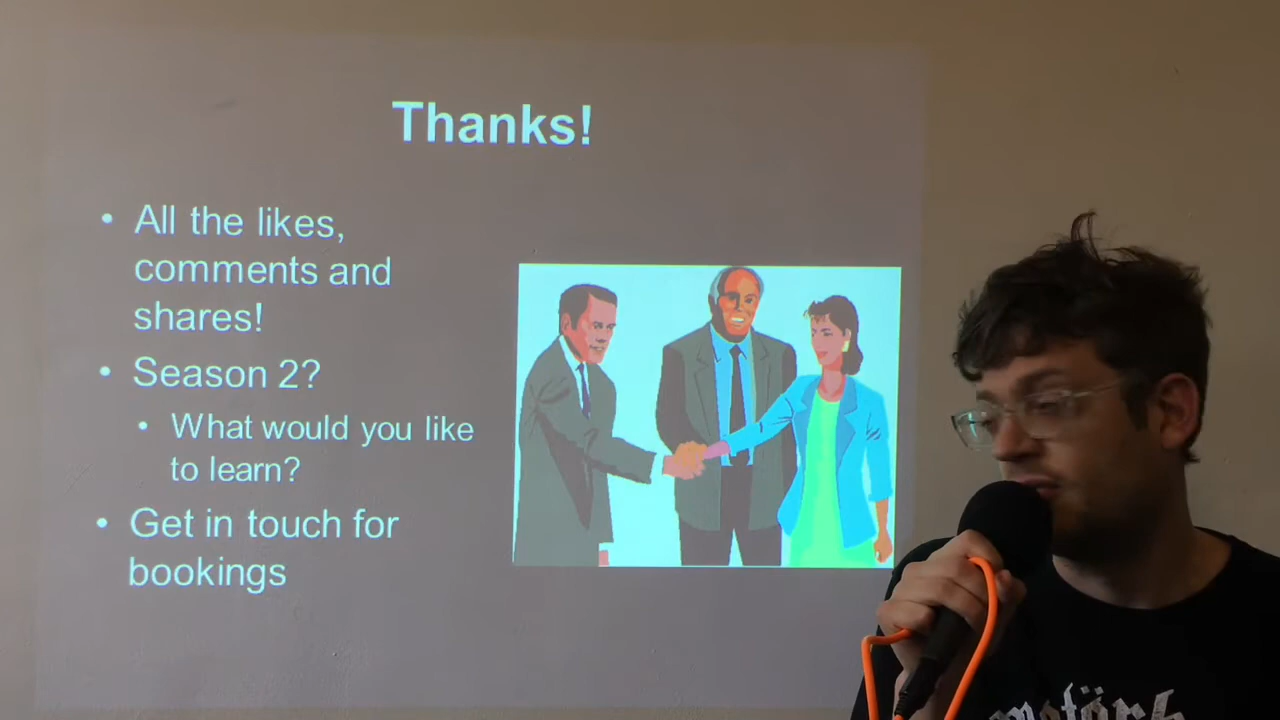 Thanks!
• All the likes,
comments and
shares!
• Season 2?
• What would you like
to learn?
• Get in touch for
bookings